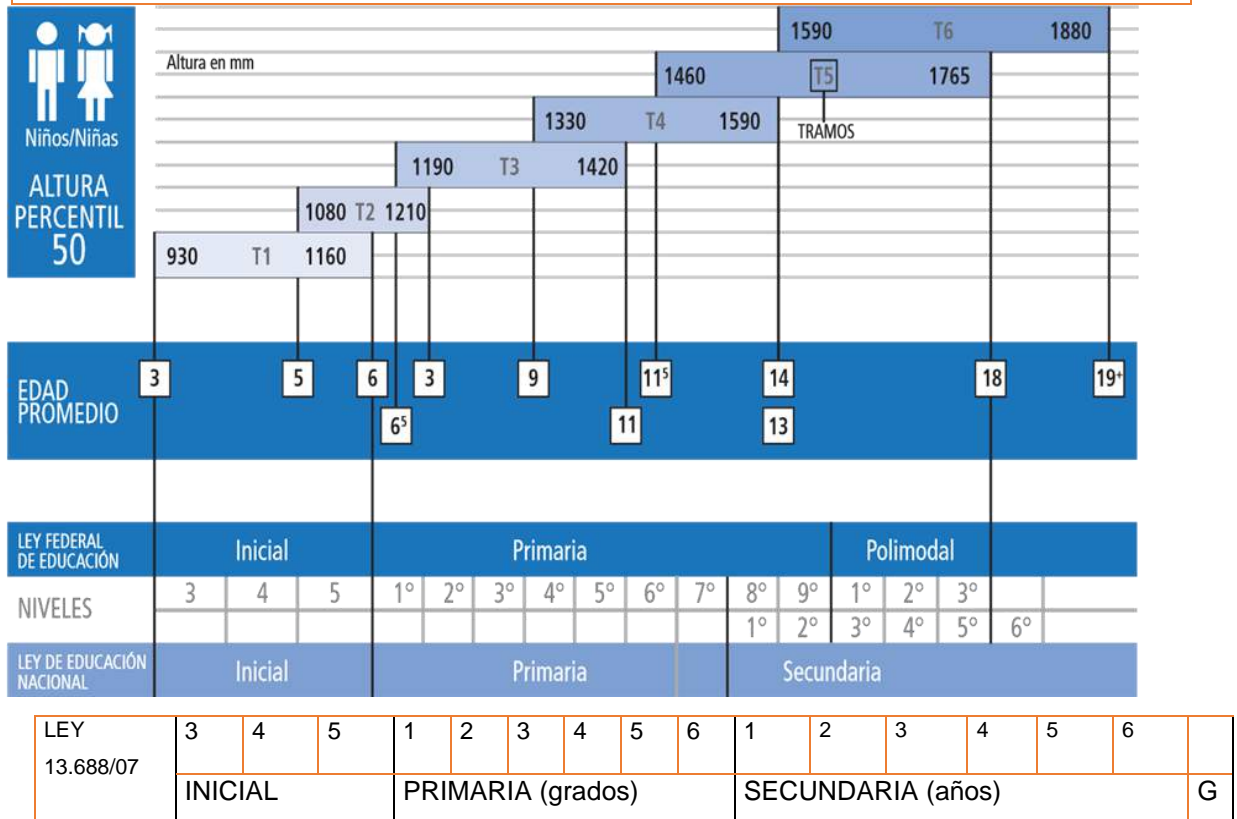 1590 T6 1880
Altura en mm
1460 T5 1765
Niños/Niñas
1330 T4 1590
TRAMOS
1190 T3 1420
ALTURA
PERCENTIL
50
1080 T2 1210
930 T1 1160
EDAD
PROMEDIO
3 5 6 3 9 11⁵ 14 18 19⁺
6⁵ 11 13
LEY FEDERAL
DE EDUCACIÓN
Inicial Primaria Polimodal
NIVELES
3 4 5 1° 2° 3° 4° 5° 6° 7° 8° 9° 1° 2° 3°
1° 2° 3° 4° 5° 6°
LEY DE EDUCACIÓN
NACIONAL
Inicial Primaria Secundaria
LEY
13.688/07
3 4 5 1 2 3 4 5 6 1 2 3 4 5 6
INICIAL PRIMARIA (grados) SECUNDARIA (años) G